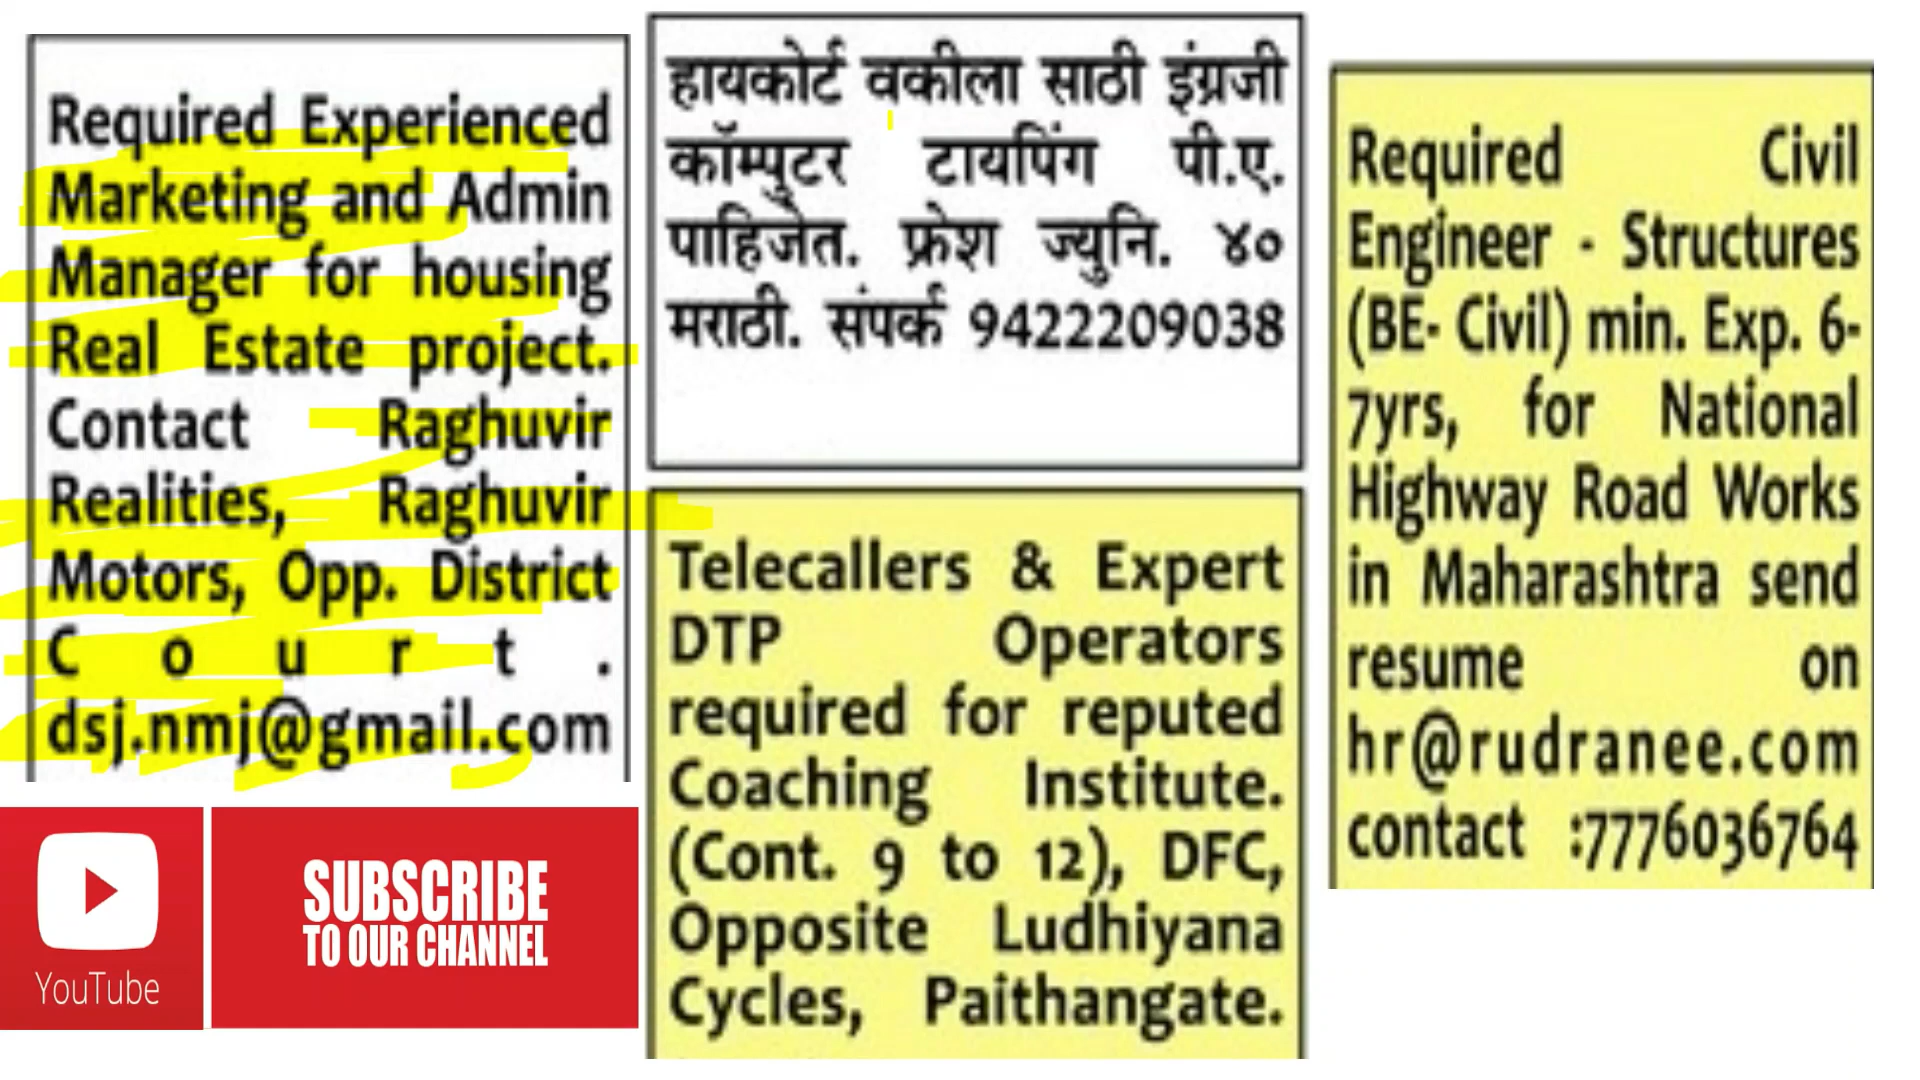 Required Experienced
Marketing and Admin
Manager for housing
Real Estate project.
Contact Raghuvir
Realities, Raghuvir
Motors, Opp. District
C o u r t .
dsj.nmj@gmail.com
YouTube
SUBSCRIBE
TO OUR CHANNEL
हायकोर्ट वकीला साठी इंग्रजी
कॉम्पुटर टायपिंग पी.ए.
पाहिजेत. फ्रेश ज्युनि. ४०
मराठी. संपर्क 9422209038
Telecallers & Expert
DTP Operators
required for reputed
Coaching Institute.
(Cont. 9 to 12), DFC,
Opposite Ludhiyana
Cycles, Paithangate.
Required Civil
Engineer - Structures
(BE- Civil) min. Exp. 6-
7yrs, for National
Highway Road Works
in Maharashtra send
resume on
hr@rudranee.com
contact :7776036764